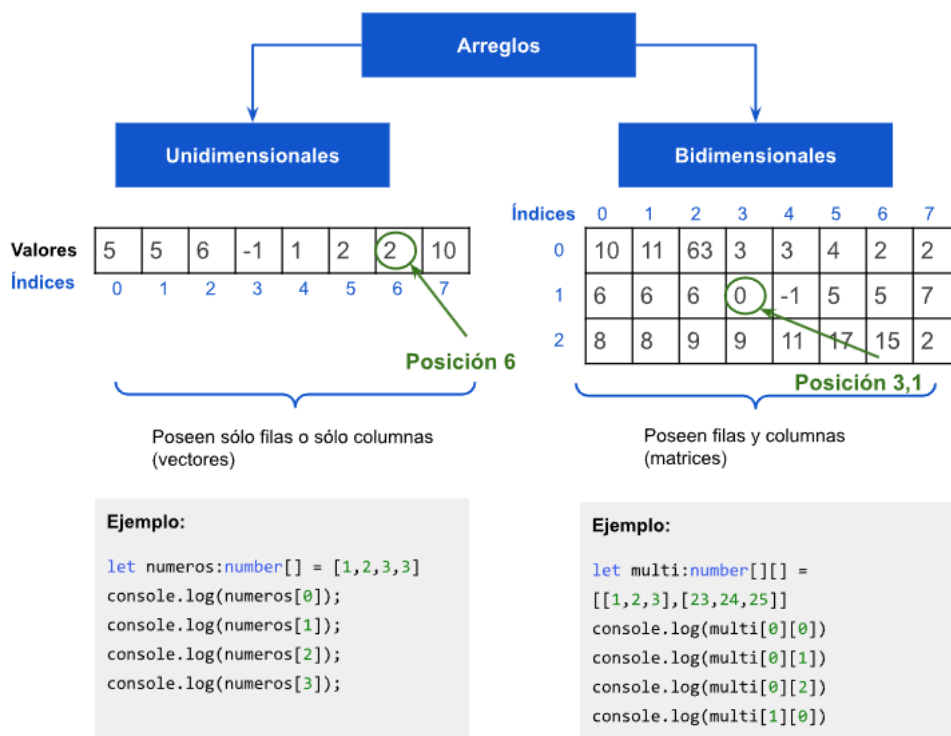 Arreglos
Unidimensionales
Valores 5 5 6 -1 1 2 2 10
Índices 0 1 2 3 4 5 6 7
Posición 6
Poseen sólo filas o sólo columnas
(vectores)
Ejemplo:
let numeros:number[] = [1,2,3,3]
console.log(numeros[0]);
console.log(numeros[1]);
console.log(numeros[2]);
console.log(numeros[3]);
Bidimensionales
Índices 0 1 2 3 4 5 6 7
0 10 11 63 3 3 4 2 2
1 6 6 6 0 -1 5 5 7
2 8 8 9 9 11 17 15 2
Posición 3,1
Poseen filas y columnas
(matrices)
Ejemplo:
let multi:number[][] =
[[1,2,3],[23,24,25]]
console.log(multi[0][0])
console.log(multi[0][1])
console.log(multi[0][2])
console.log(multi[1][0])